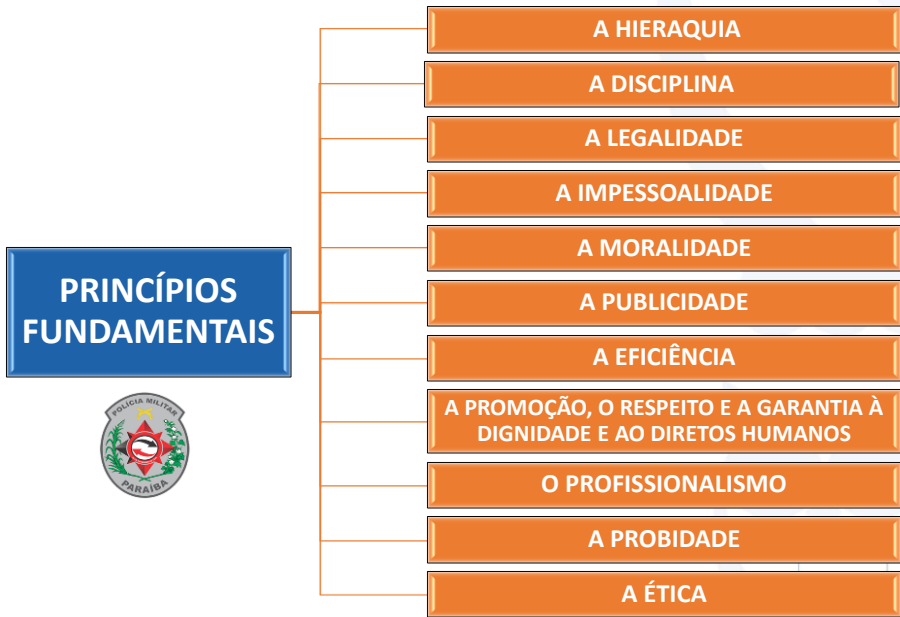 A HIERAQUIA
A DISCIPLINA
A LEGALIDADE
A IMPESSOALIDADE
A MORALIDADE
PRINCÍPIOS
FUNDAMENTAIS
A PUBLICIDADE
A EFICIÊNCIA
A PROMOÇÃO, O RESPEITO E A GARANTIA À
DIGNIDADE E AO DIRETOS HUMANOS
O PROFISSIONALISMO
A PROBIDADE
A ÉTICA
POLÍCIA MILITAR
PARAÍBA